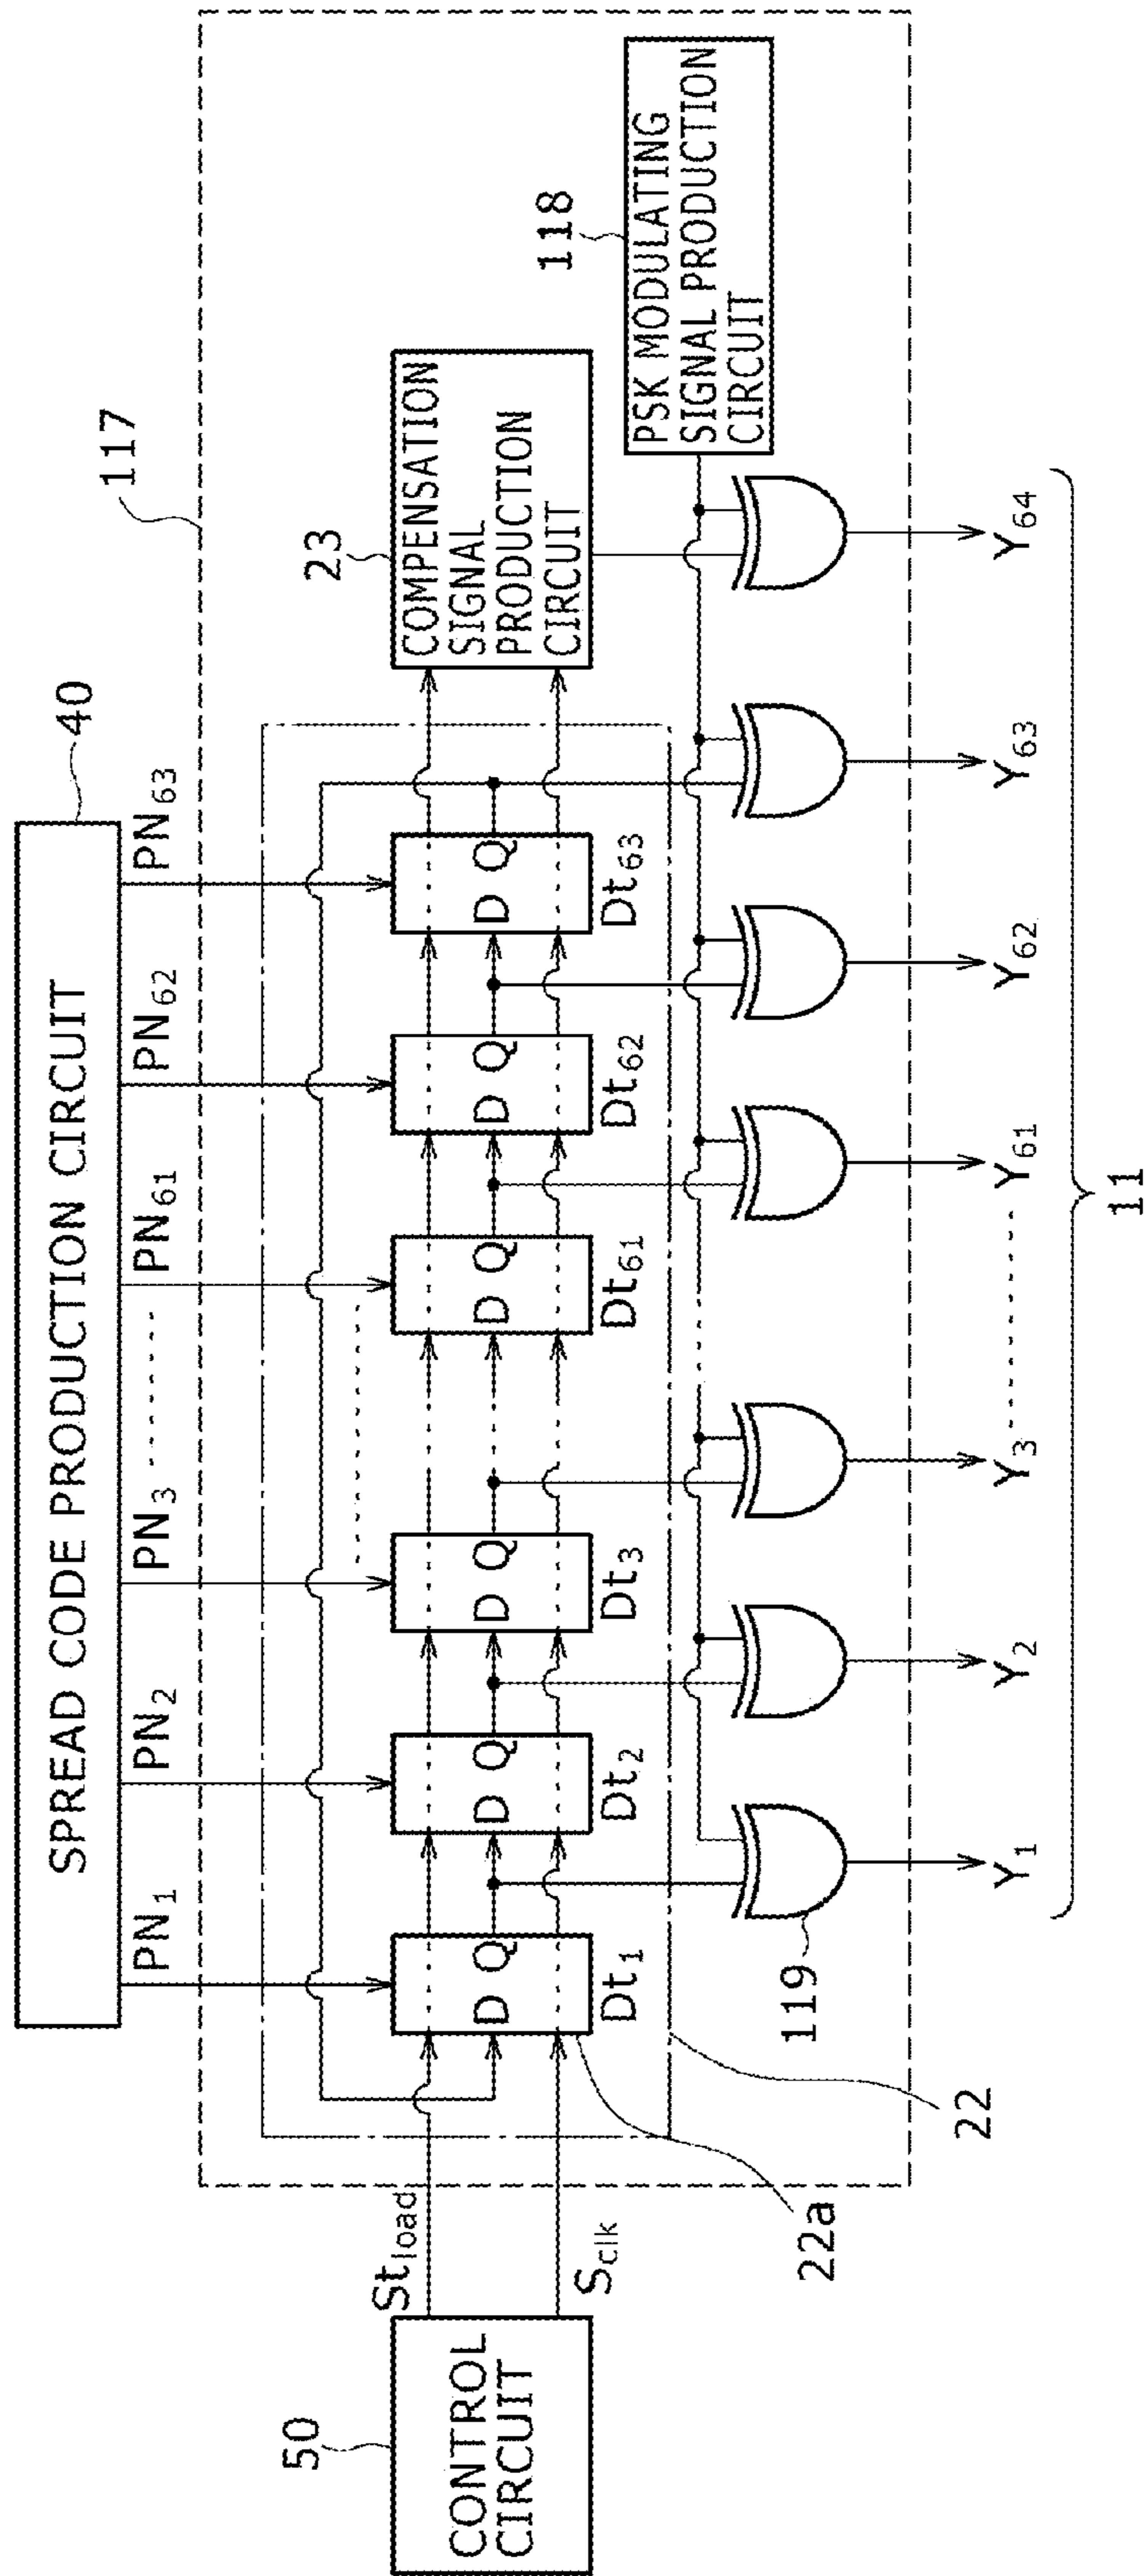 SPREAD CODE PRODUCTION CIRCUIT
40
PN₁
PN₂
PN₃
PN₆₁
PN₆₂
PN₆₃
117
50
CONTROL
CIRCUIT
St_load
S_clk
D Q
D Q
D Q
D Q
D Q
D Q
Dt₁
Dt₂
Dt₃
Dt₆₁
Dt₆₂
Dt₆₃
23
COMPENSATION
SIGNAL
PRODUCTION
CIRCUIT
118
PSK MODULATING
SIGNAL PRODUCTION
CIRCUIT
22a
22
119
Y₁
Y₂
Y₃
Y₆₁
Y₆₂
Y₆₃
Y₆₄
11